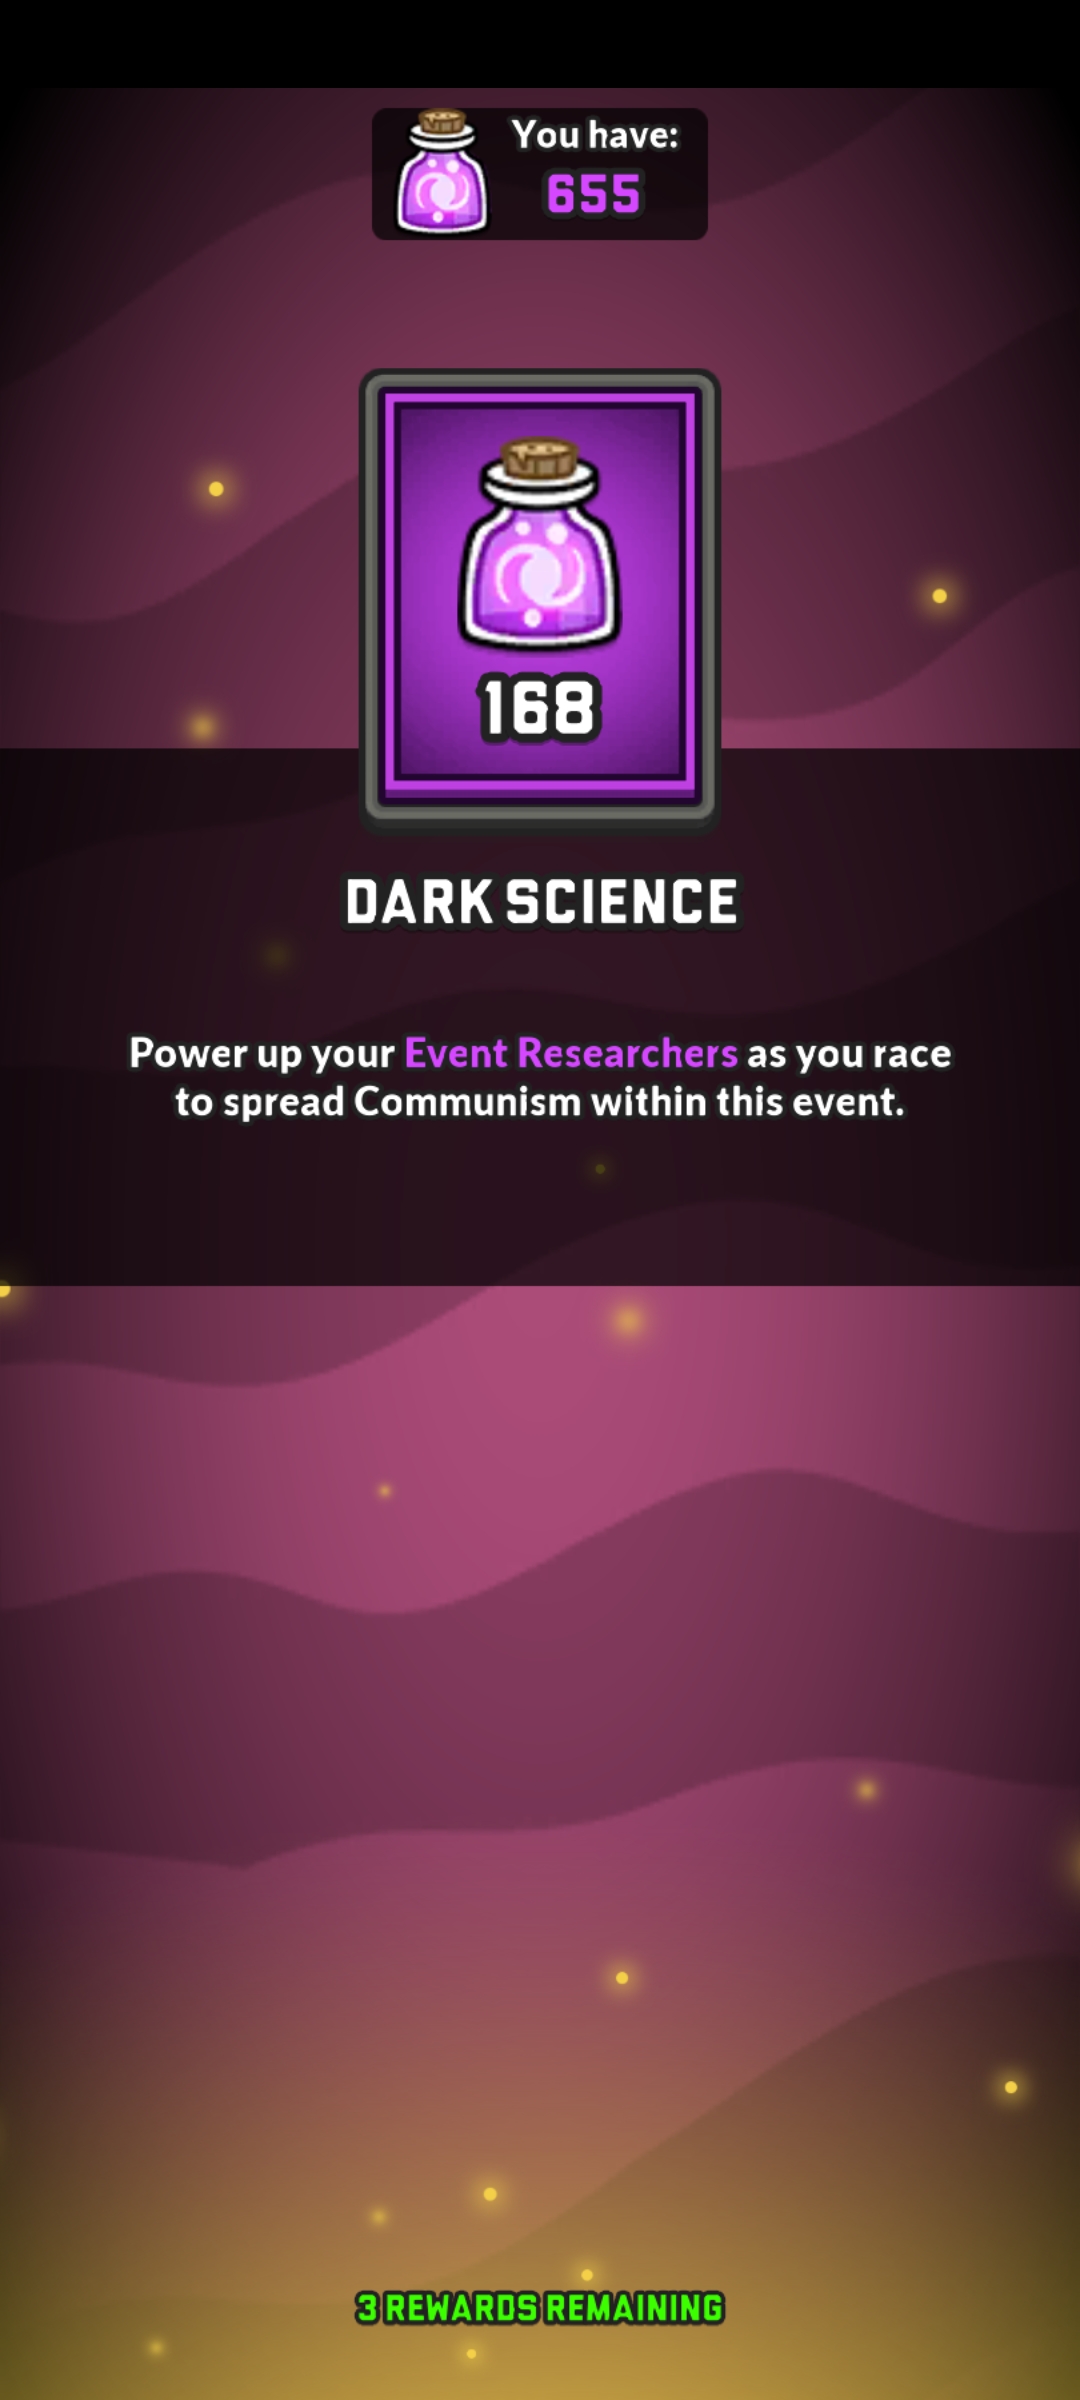 You have:
655
168
DARK SCIENCE
Power up your Event Researchers as you race
to spread Communism within this event.
3 REWARDS REMAINING